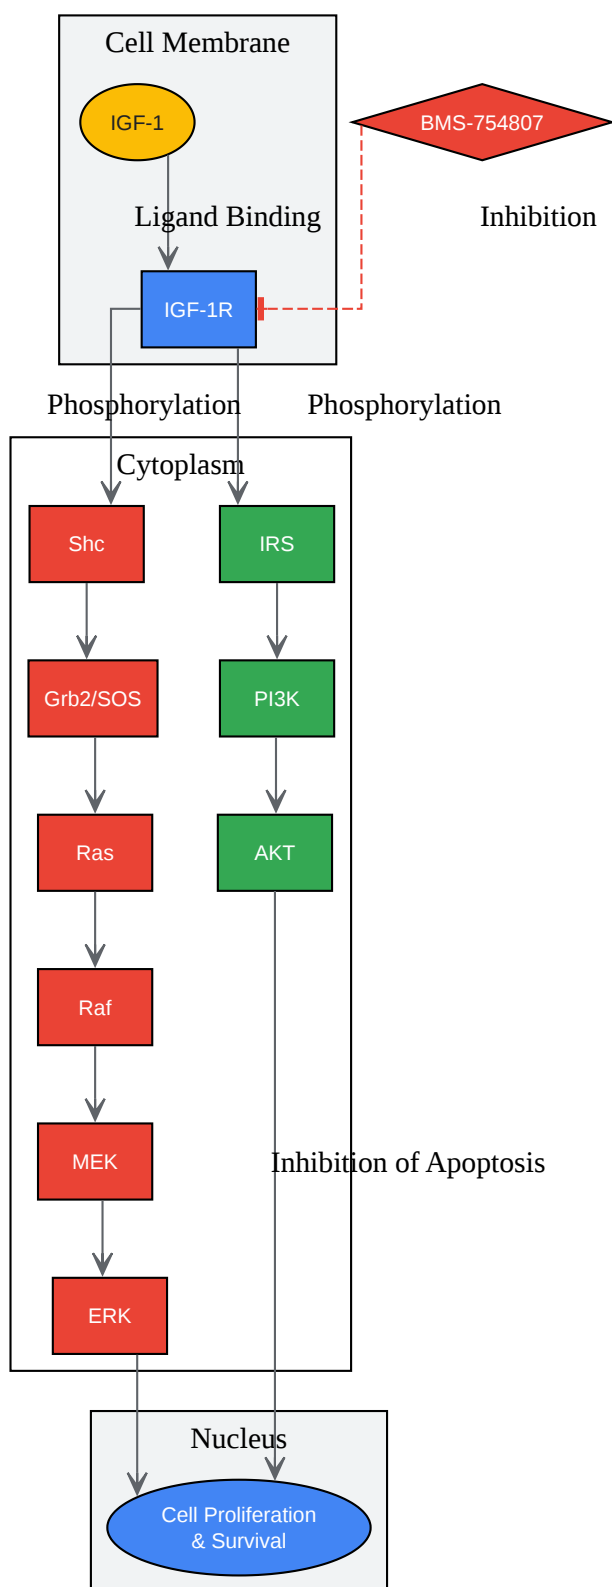 Cell Membrane
IGF-1
BMS-754807
Ligand Binding
Inhibition
IGF-1R
Phosphorylation
Phosphorylation
Cytoplasm
Shc
IRS
Grb2/SOS
PI3K
Ras
AKT
Raf
MEK
Inhibition of Apoptosis
ERK
Nucleus
Cell Proliferation
& Survival